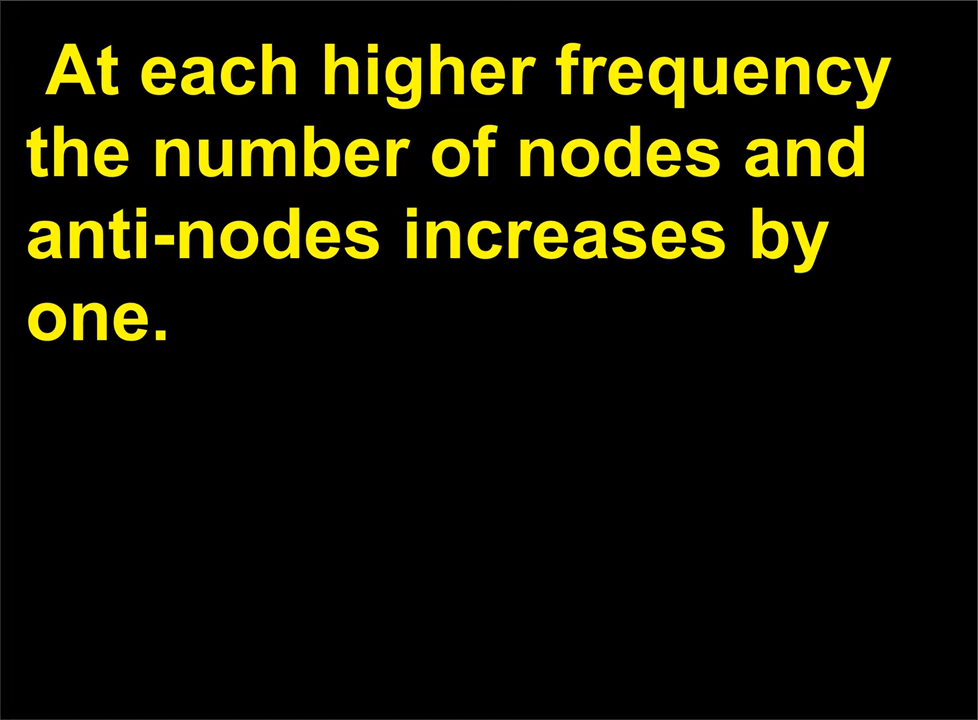 At each higher frequency
the number of nodes and
anti-nodes increases by
one.